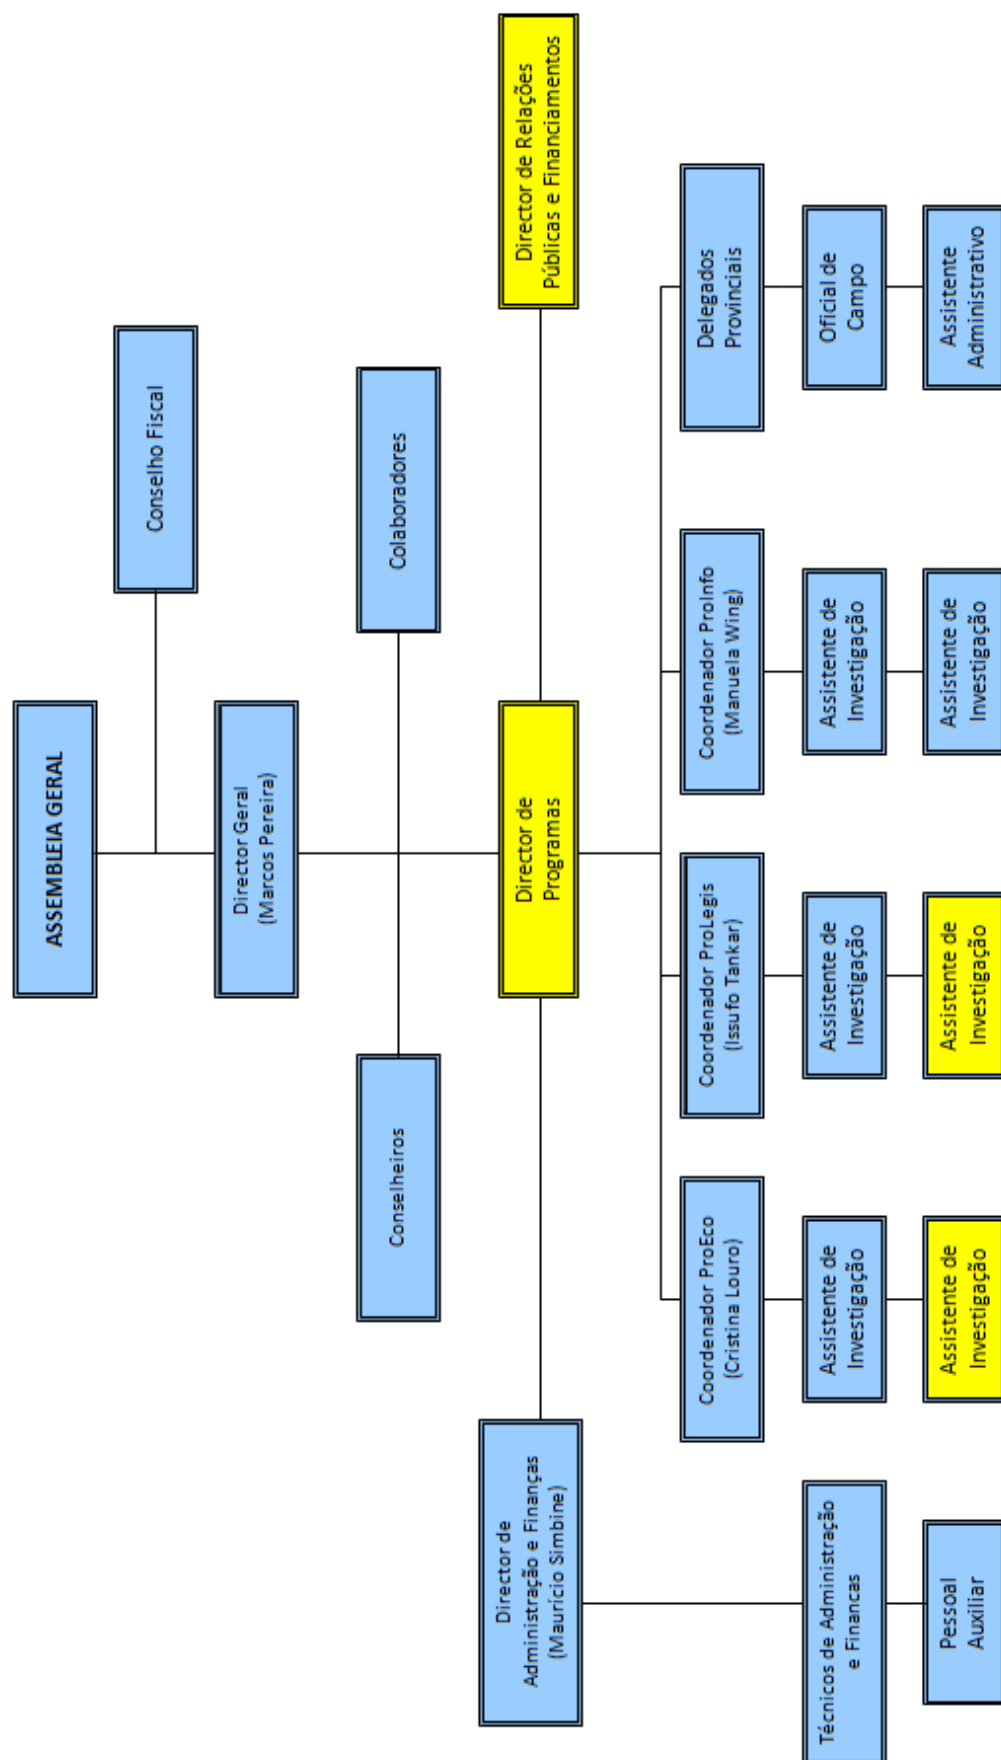 ASSEMBLEIA GERAL
Conselho Fiscal
Director Geral
(Marcos Pereira)
Conselheiros
Colaboradores
Director de
Administração e Finanças
(Maurício Simbine)
Director de
Programas
Director de Relações
Públicas e Financiamentos
Coordenador ProEco
(Cristina Louro)
Coordenador ProLegis
(Issufo Tankar)
Coordenador ProInfo
(Manuela Wing)
Delegados
Provinciais
Técnicos de Administração
e Financas
Assistente de
Investigação
Assistente de
Investigação
Assistente de
Investigação
Oficial de
Campo
Pessoal
Auxiliar
Assistente de
Investigação
Assistente de
Investigação
Assistente de
Investigação
Assistente
Administrativo